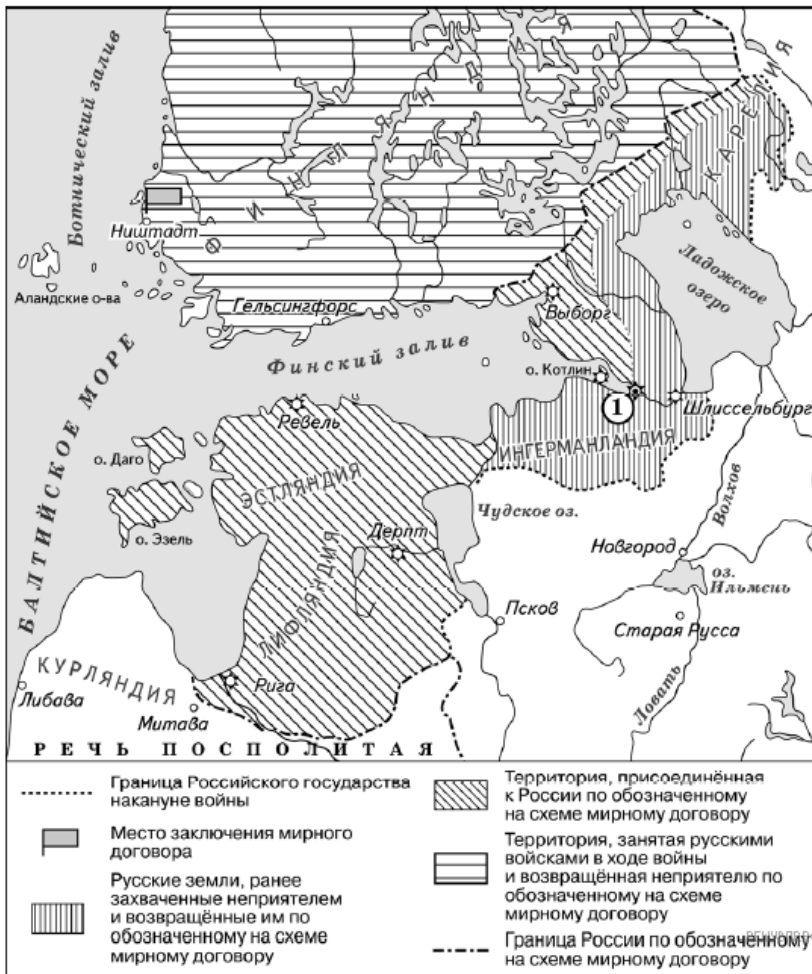 Ботнический залив
ФИНЛЯНДИЯ
КАРЕЛИЯ
Ништадт
Ладожское
озеро
Аландские о-ва
Гельсингфорс
Выборг
Финский залив
о. Котлин
1
Шлиссельбург
БАЛТИЙСКОЕ МОРЕ
Ревель
ИНГЕРМАНЛАНДИЯ
о. Даго
ЭСТЛЯНДИЯ
Чудское оз.
Волхов
о. Эзель
Дерпт
Новгород
оз.
Ильмень
ЛИФЛЯНДИЯ
Псков
Старая Русса
КУРЛЯНДИЯ
Рига
Либава
Митава
Ловать
РЕЧЬ ПОСПОЛИТАЯ
Граница Российского государства
накануне войны
Место заключения мирного
договора
Русские земли, ранее
захваченные неприятелем
и возвращённые им по
обозначенному на схеме
мирному договору
Территория, присоединённая
к России по обозначенному
на схеме мирному договору
Территория, занятая русскими
войсками в ходе войны
и возвращённая неприятелю по
обозначенному на схеме
мирному договору
Граница России по обозначенному
на схеме мирному договору